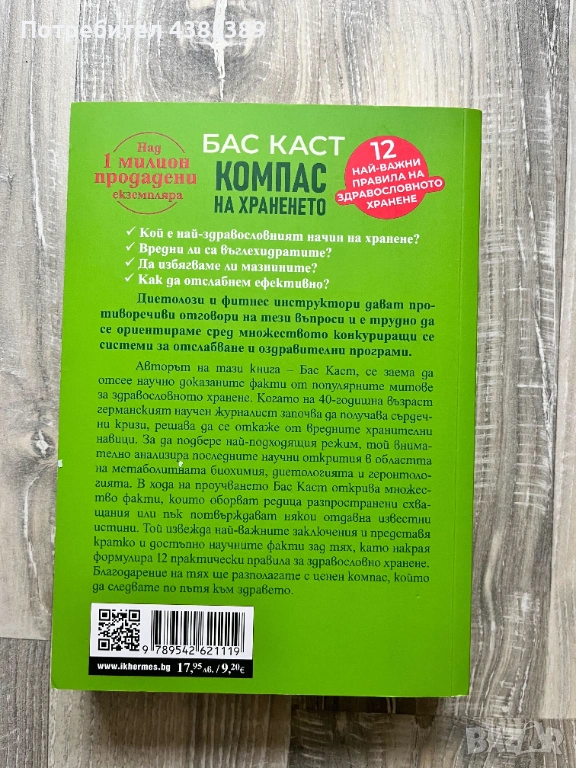 Потребител 4389389
Над
1 милион
продадени
екземпляра
БАС КАСТ
КОМПАС
НА ХРАНЕНЕТО
12
НАЙ-ВАЖНИ
ПРАВИЛА НА
ЗДРАВОСЛОВНОТО
ХРАНЕНЕ
✓ Кой е най-здравословният начин на хранене?
✓ Вредни ли са въглехидратите?
✓ Да избягваме ли мазнините?
✓ Как да отслабнем ефективно?
Диетолози и фитнес инструктори дават про-
тиворечиви отговори на тези въпроси и е трудно да
се ориентираме сред множеството конкуриращи се
системи за отслабване и оздравителни програми.
Авторът на тази книга – Бас Каст, се заема да
отсее научно доказаните факти от популярните митове
за здравословното хранене. Когато на 40-годишна възраст
германският научен журналист започва да получава сърдеч-
ни кризи, решава да се откаже от вредните хранителни
навици. За да подбере най-подходящия режим, той внима-
телно анализира последните научни открития в областта
на метаболитната биохимия, диетологията и геронтоло-
гията. В хода на проучването Бас Каст открива множес-
тво факти, които оборват редица разпространени схва-
щания или пък потвърждават някои отдавна известни
истини. Той извежда най-важните заключения и представя
кратко и достъпно научните факти зад тях, като накрая
формулира 12 практически правила за здравословно хранене.
Благодарение на тях ще разполагате с ценен компас, който
да следвате по пътя към здравето.
9 789542 621119
www.ikhermes.bg 17,95 лв. / 9,20 €
BAZAR